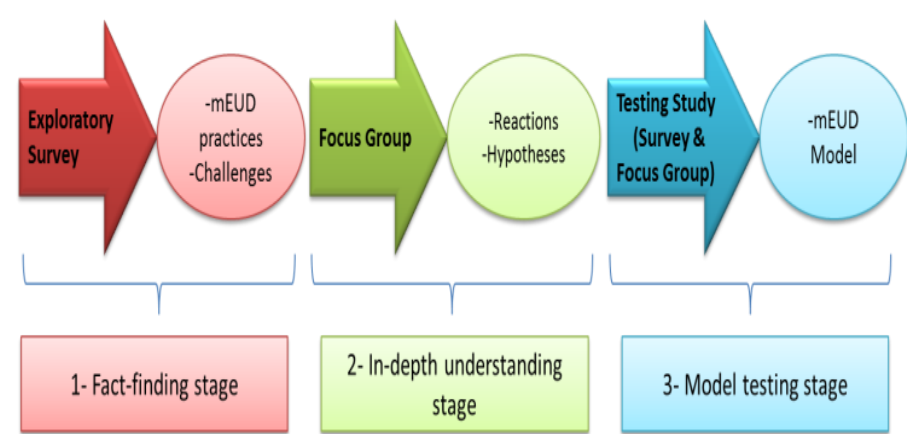 Exploratory
Survey
-mEUD
practices
-Challenges
Focus Group
-Reactions
-Hypotheses
Testing Study
(Survey &
Focus Group)
-mEUD
Model
1- Fact-finding stage
2- In-depth understanding
stage
3- Model testing stage